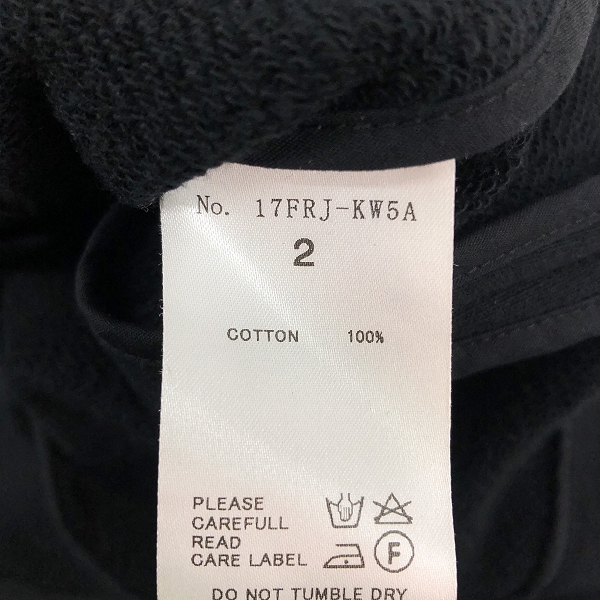 No. 17FRJ-KW5A
2
COTTON 100%
PLEASE
CAREFULL
READ
CARE LABEL
F
DO NOT TUMBLE DRY